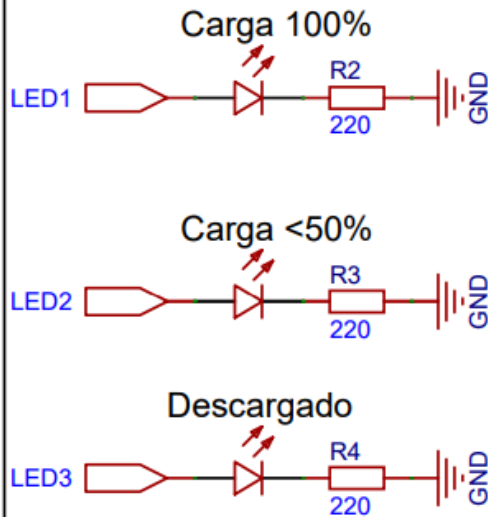 Carga 100%
LED1
R2
220
GND
Carga <50%
LED2
R3
220
GND
Descargado
LED3
R4
220
GND